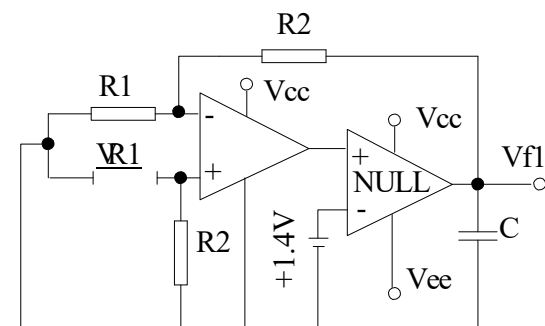 R2
R1
Vcc
-
Vcc
Vf1
VR1
+
+
NULL
-
R2
+1.4V
C
Vee